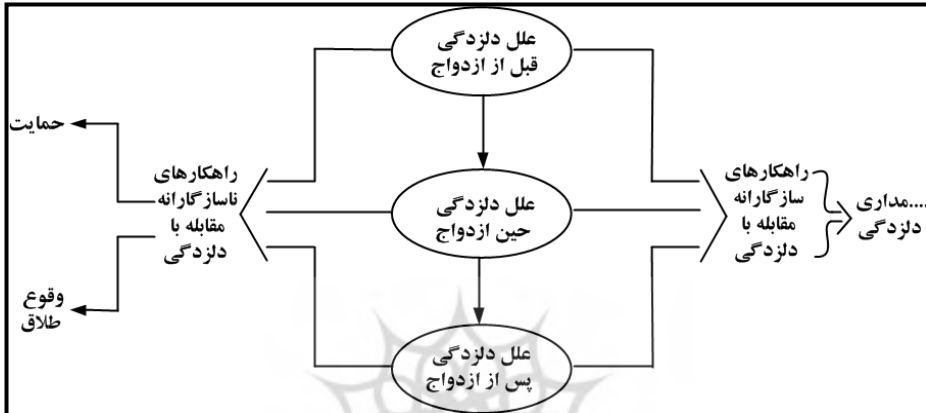 علل دلزدگی
قبل از ازدواج
راهکارهای
سازگارانه
مقابله با
دلزدگی
....مداری
دلزدگی
علل دلزدگی
حین ازدواج
راهکارهای
ناسازگارانه
مقابله با
دلزدگی
حمایت
وقوع
طلاق
علل دلزدگی
پس از ازدواج